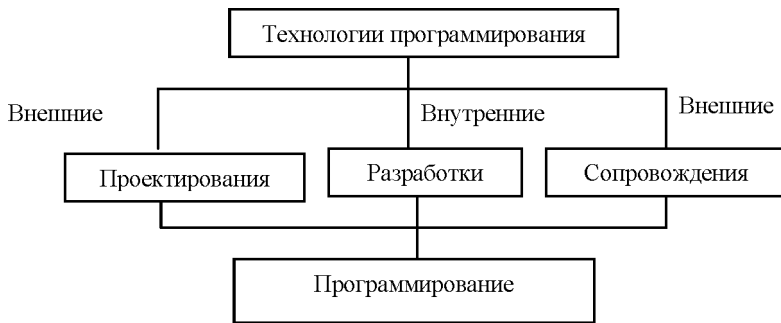 Технологии программирования
Внешние
Внутренние
Внешние
Проектирования
Разработки
Сопровождения
Программирование